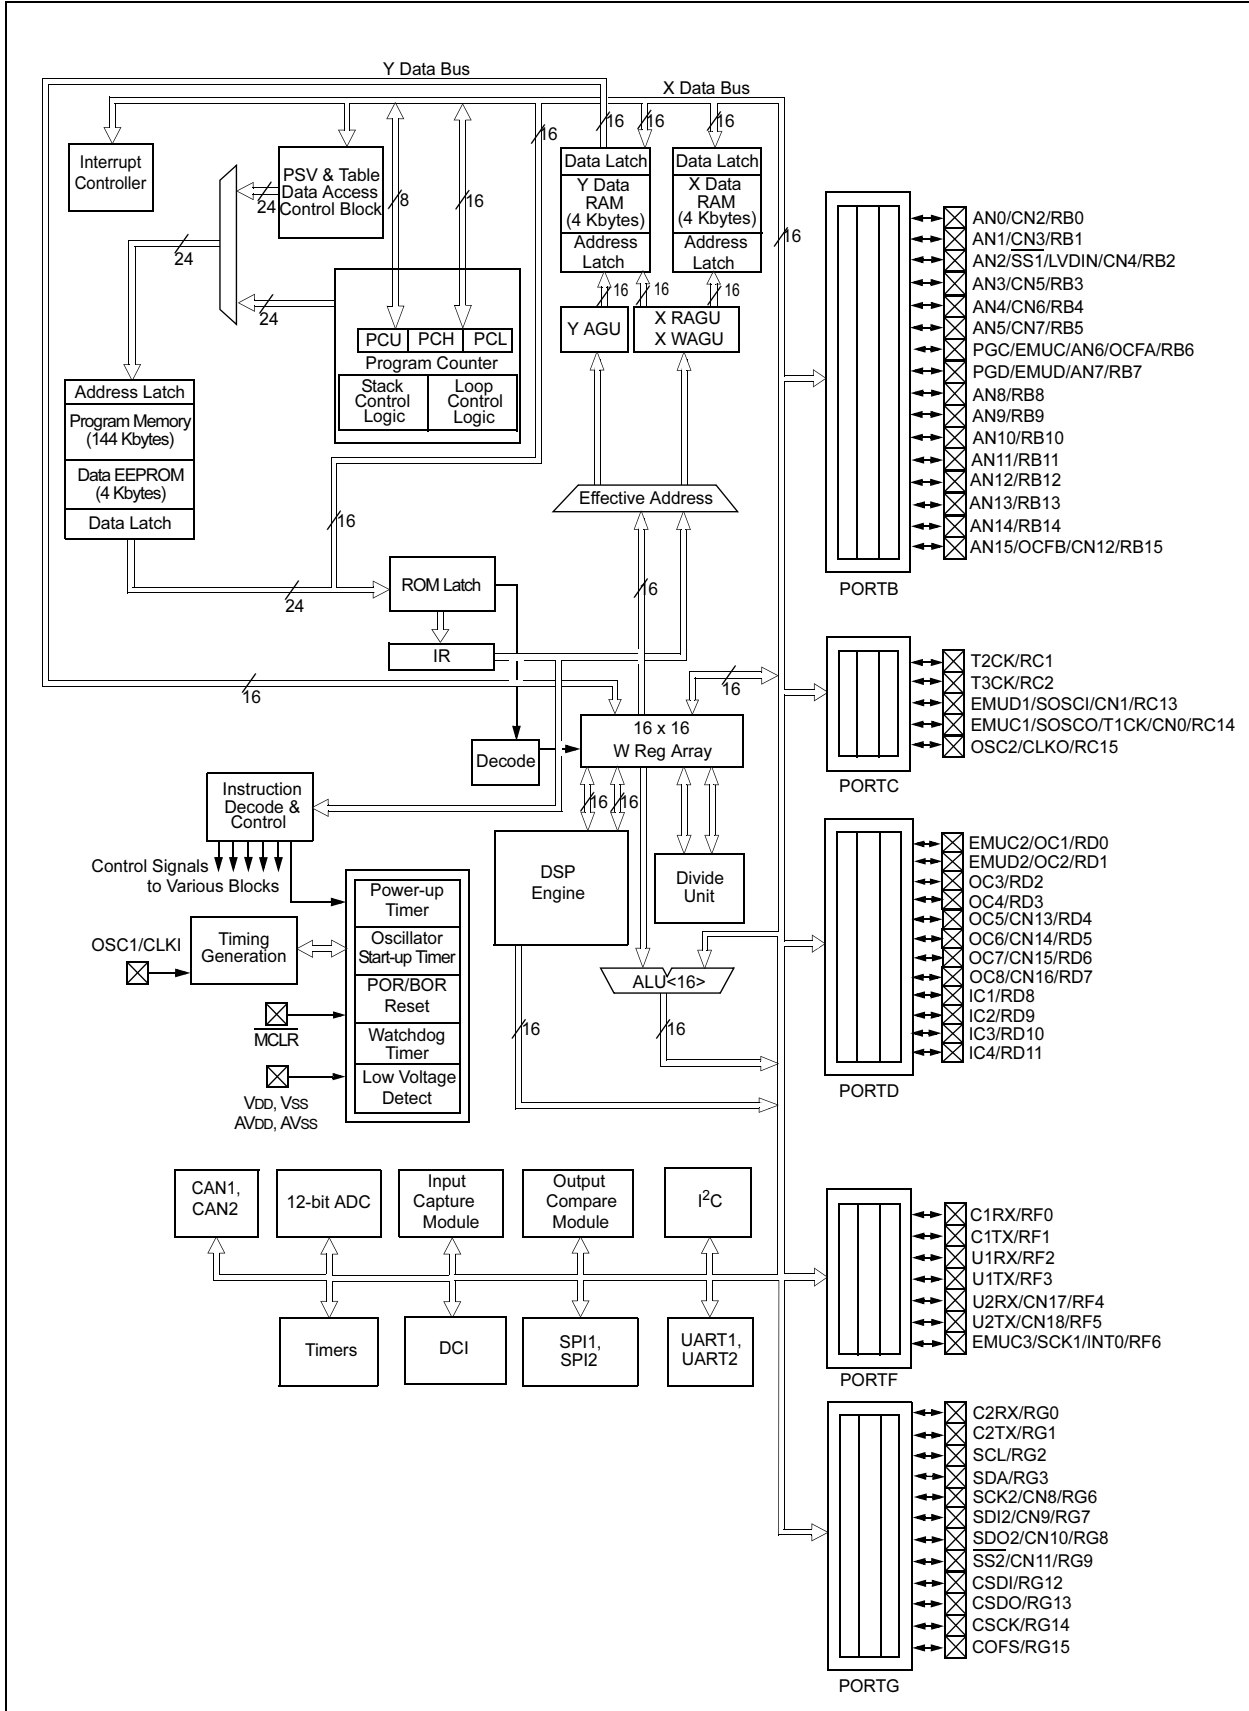 Y Data Bus
X Data Bus
16
16
16
16
Interrupt
Controller
PSV & Table
Data Access
Control Block
24
8
16
24
24
Data Latch
Y Data
RAM
(4 Kbytes)
Address
Latch
Data Latch
X Data
RAM
(4 Kbytes)
Address
Latch
16
16
16
16
Y AGU
X RAGU
X WAGU
PCU
PCH
PCL
Program Counter
Stack
Control
Logic
Loop
Control
Logic
Address Latch
Program Memory
(144 Kbytes)
Data EEPROM
(4 Kbytes)
Data Latch
Effective Address
16
24
ROM Latch
16
IR
16
16
16 x 16
W Reg Array
Decode
Instruction
Decode &
Control
16
16
Control Signals
to Various Blocks
DSP
Engine
Divide
Unit
Power-up
Timer
OSC1/CLKI
Timing
Generation
Oscillator
Start-up Timer
ALU<16>
POR/BOR
Reset
MCLR
16
16
Watchdog
Timer
Low Voltage
Detect
VDD, VSS
AVDD, AVSS
CAN1,
CAN2
12-bit ADC
Input
Capture
Module
Output
Compare
Module
I2C
Timers
DCI
SPI1,
SPI2
UART1,
UART2
AN0/CN2/RB0
AN1/CN3/RB1
AN2/SS1/LVDIN/CN4/RB2
AN3/CN5/RB3
AN4/CN6/RB4
AN5/CN7/RB5
PGC/EMUC/AN6/OCFA/RB6
PGD/EMUD/AN7/RB7
AN8/RB8
AN9/RB9
AN10/RB10
AN11/RB11
AN12/RB12
AN13/RB13
AN14/RB14
AN15/OCFB/CN12/RB15
PORTB
T2CK/RC1
T3CK/RC2
EMUD1/SOSCI/CN1/RC13
EMUC1/SOSCO/T1CK/CN0/RC14
OSC2/CLKO/RC15
PORTC
EMUC2/OC1/RD0
EMUD2/OC2/RD1
OC3/RD2
OC4/RD3
OC5/CN13/RD4
OC6/CN14/RD5
OC7/CN15/RD6
OC8/CN16/RD7
IC1/RD8
IC2/RD9
IC3/RD10
IC4/RD11
PORTD
C1RX/RF0
C1TX/RF1
U1RX/RF2
U1TX/RF3
U2RX/CN17/RF4
U2TX/CN18/RF5
EMUC3/SCK1/INT0/RF6
PORTF
C2RX/RG0
C2TX/RG1
SCL/RG2
SDA/RG3
SCK2/CN8/RG6
SDI2/CN9/RG7
SDO2/CN10/RG8
SS2/CN11/RG9
CSDI/RG12
CSDO/RG13
CSCK/RG14
COFS/RG15
PORTG